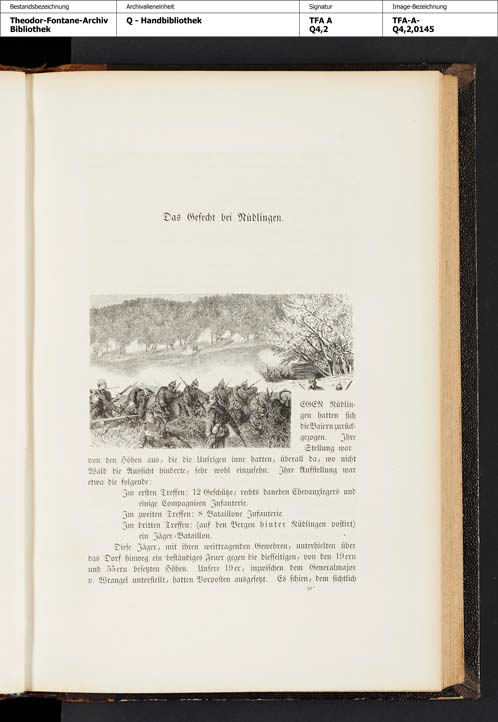 Bestandsbezeichnung
Theodor-Fontane-Archiv
Bibliothek
Archivalieneinheit
Q - Handbibliothek
Signatur
TFA A
Q4,2
Image-Bezeichnung
TFA-A-
Q4,2,0145
Das Gefecht bei Nüdlingen.
EGEN Nüdlin-
gen hatten sich
die Baiern zurück-
gezogen. Ihre
Stellung war
von den Höhen aus, die die Unsrigen inne hatten, überall da, wo nicht
Wald die Aussicht hinderte, sehr wohl einzusehn. Ihre Aufstellung war
etwa die folgende:
Im ersten Treffen: 12 Geschütze; rechts daneben Chevauxlegers und
einige Compagnieen Infanterie.
Im zweiten Treffen: 8 Bataillone Infanterie.
Im dritten Treffen: (auf den Bergen hinter Nüdlingen postirt)
ein Jäger-Bataillon.
Diese Jäger, mit ihren weittragenden Gewehren, unterhielten über
das Dorf hinweg ein beständiges Feuer gegen die diesseitigen, von den 19ern
und 55ern besetzten Höhen. Unsere 19er, inzwischen dem Generalmajor
v. Wrangel unterstellt, hatten Vorposten ausgesetzt. Es schien, dem sichtlich